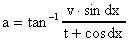 a = tan⁻¹ (v · sin dx)/(t + cos dx)